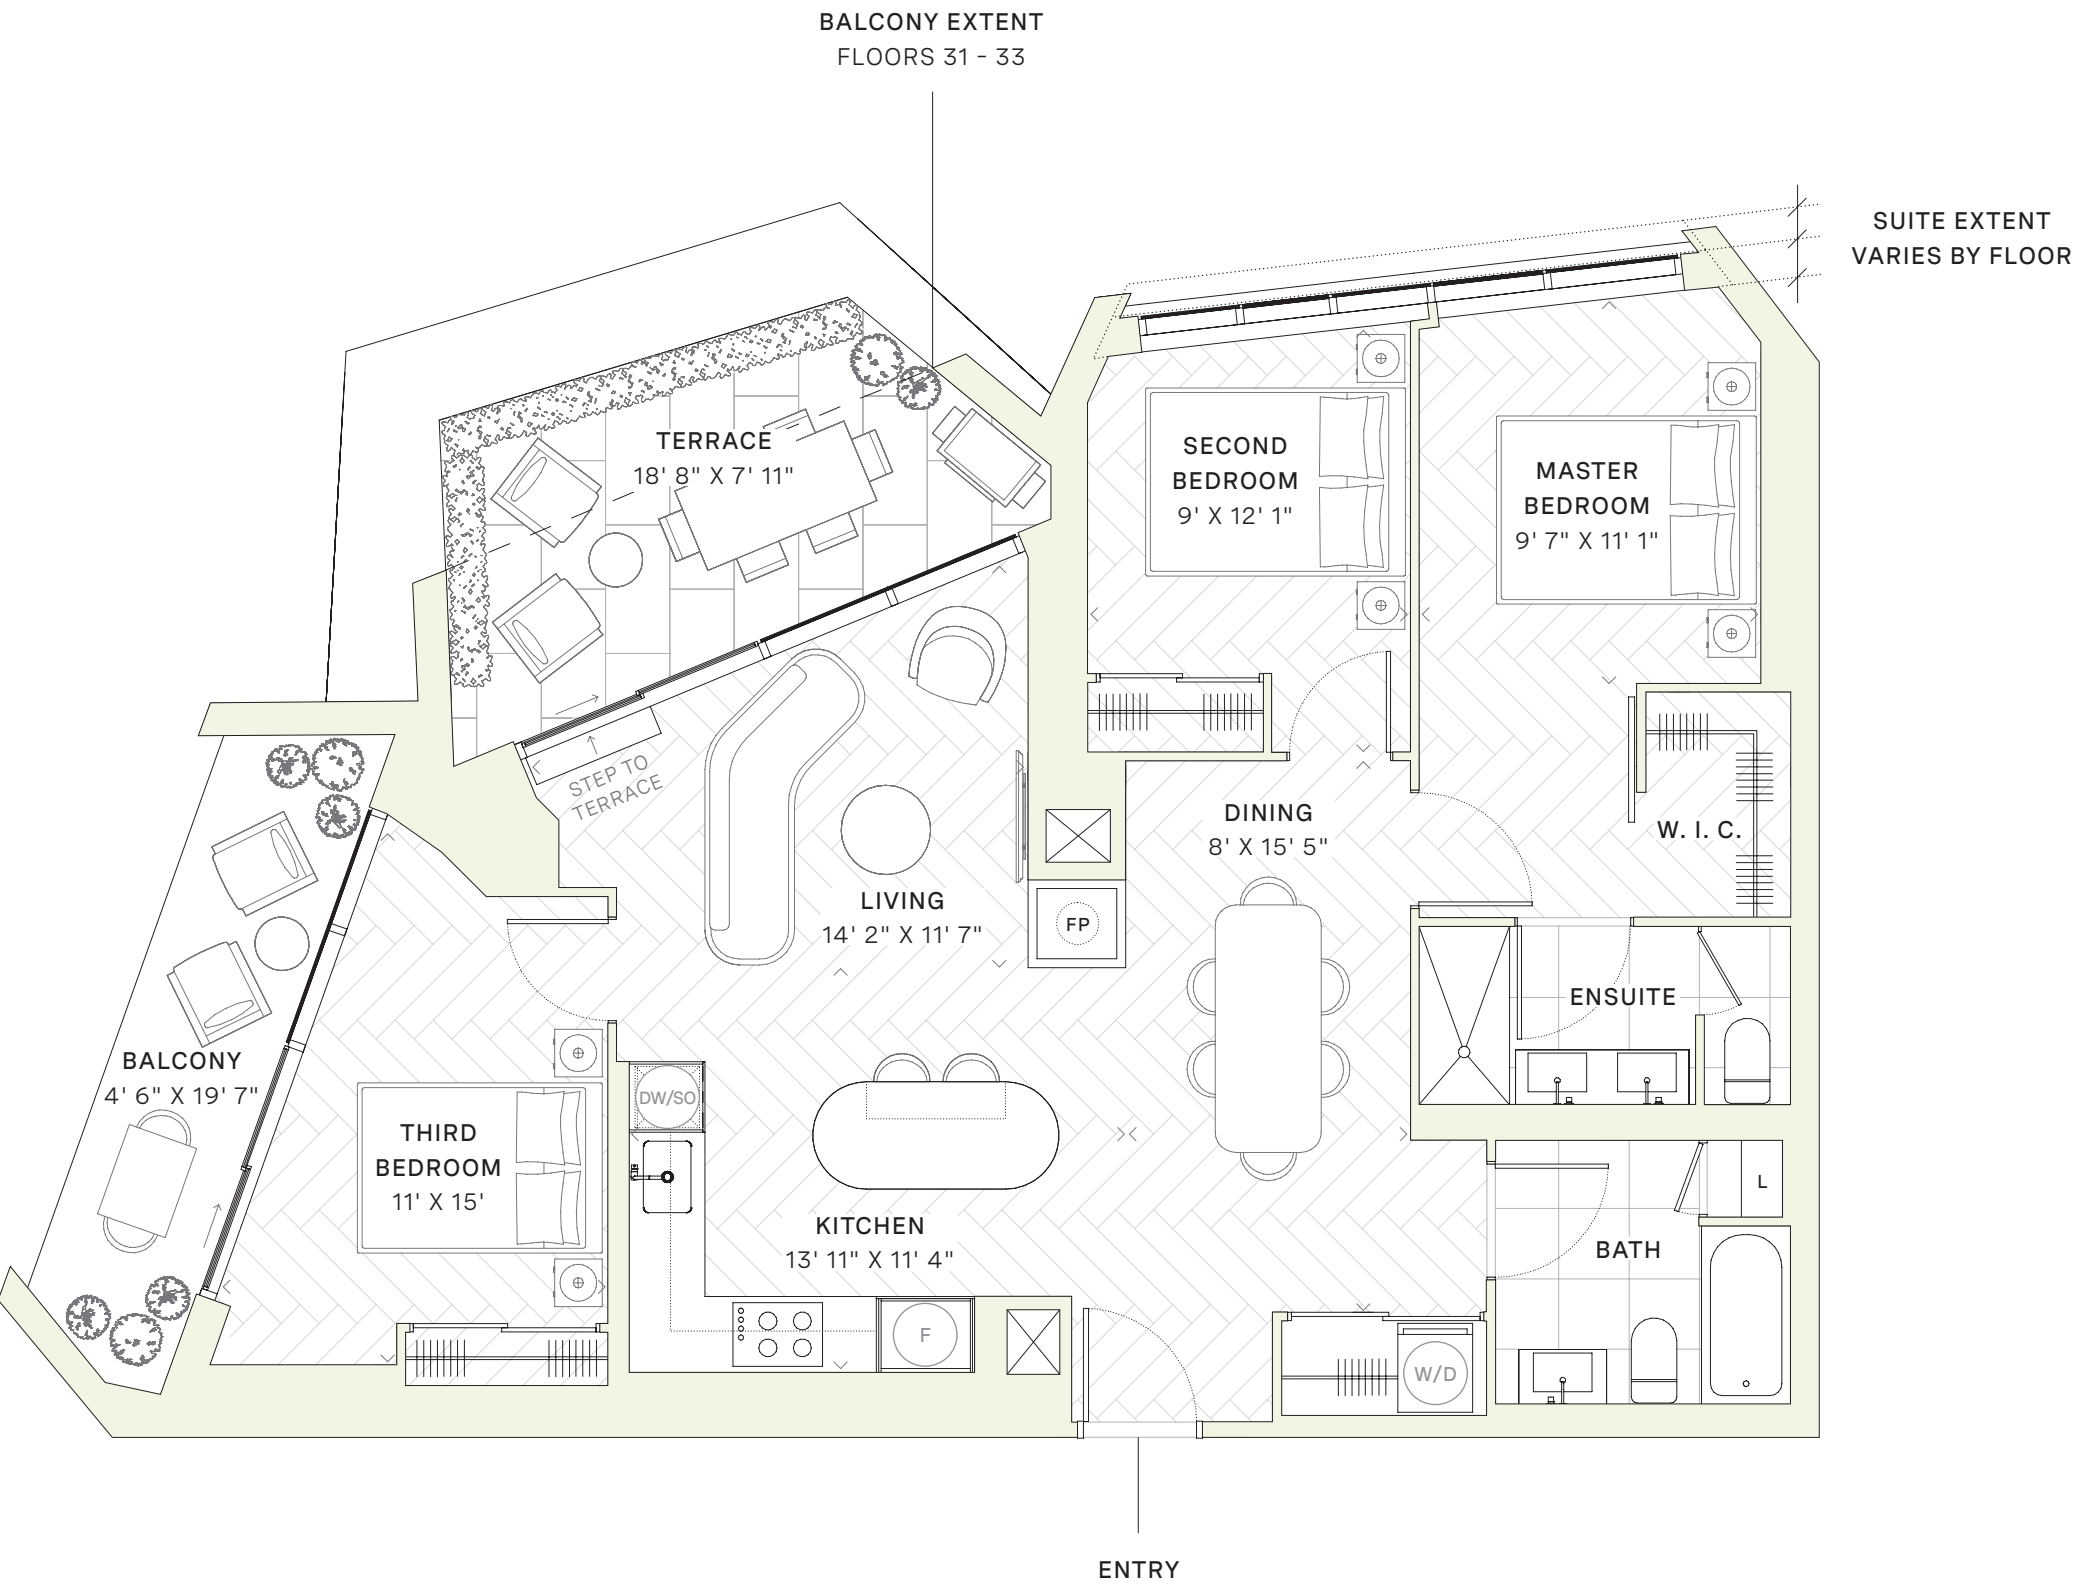 BALCONY EXTENT
FLOORS 31 - 33
SUITE EXTENT
VARIES BY FLOOR
TERRACE
18' 8" X 7' 11"
SECOND
BEDROOM
9' X 12' 1"
MASTER
BEDROOM
9' 7" X 11' 1"
STEP TO
TERRACE
DINING
8' X 15' 5"
W. I. C.
LIVING
14' 2" X 11' 7"
FP
ENSUITE
BALCONY
4' 6" X 19' 7"
DW/SO
THIRD
BEDROOM
11' X 15'
L
KITCHEN
13' 11" X 11' 4"
BATH
F
W/D
ENTRY